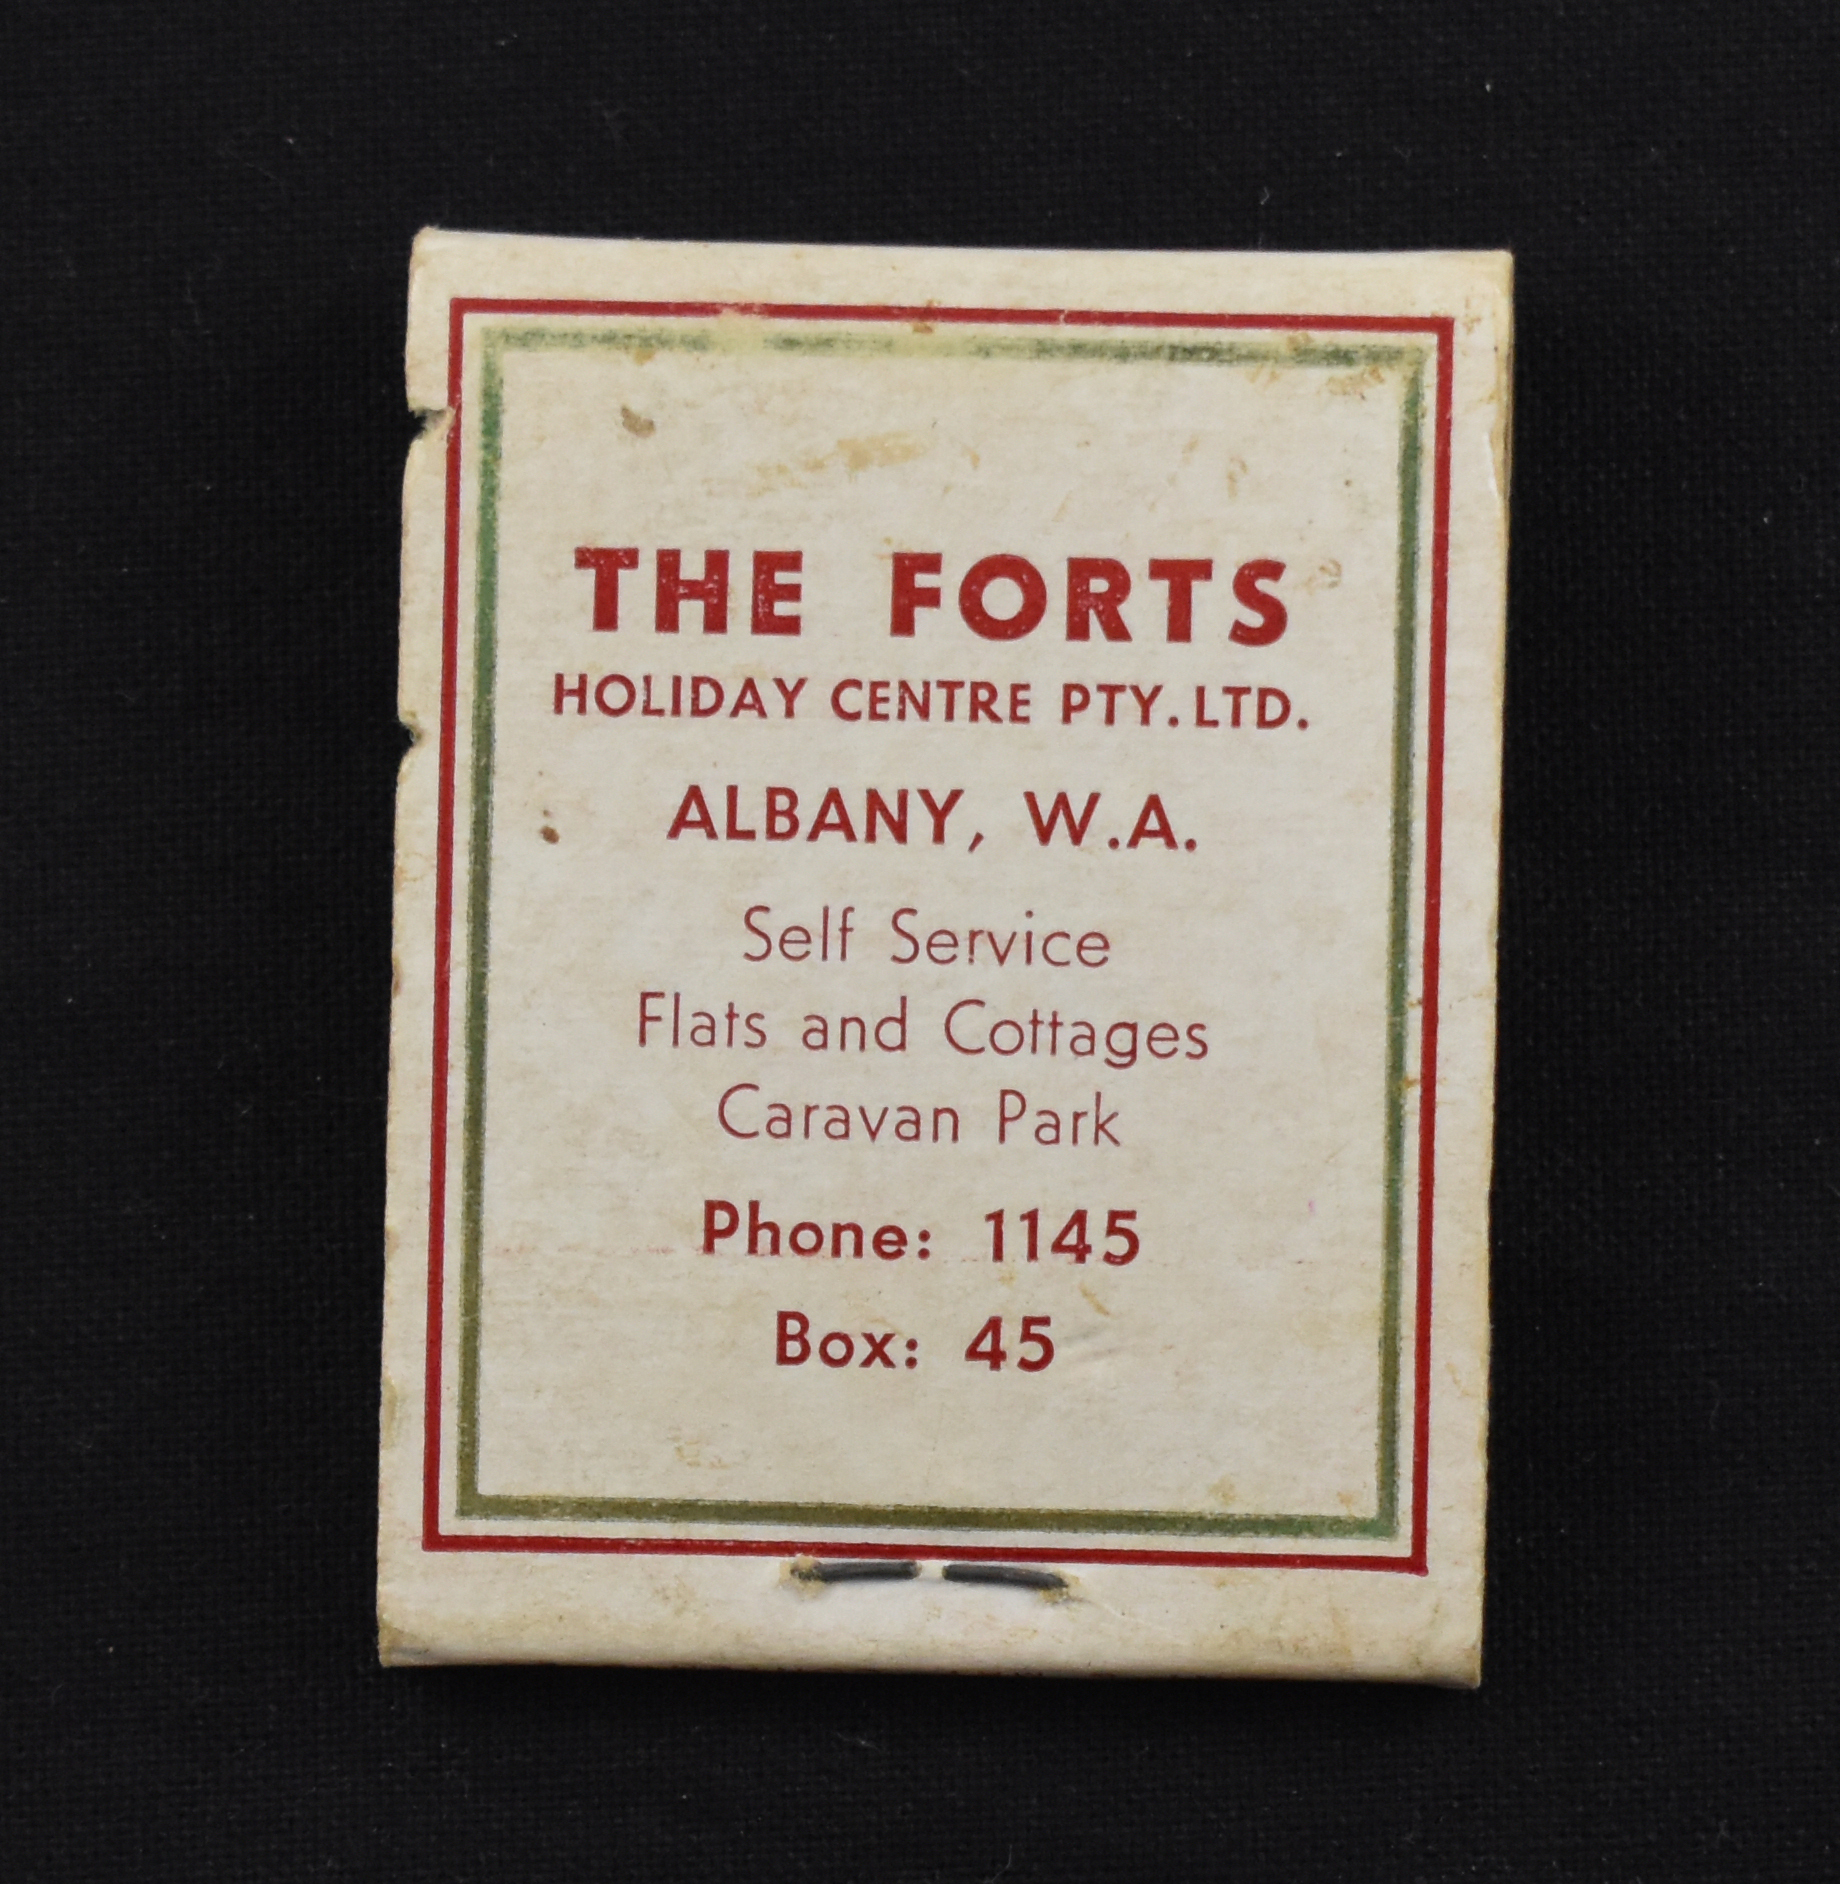 THE FORTS
HOLIDAY CENTRE PTY. LTD.
ALBANY, W.A.
Self Service
Flats and Cottages
Caravan Park
Phone: 1145
Box: 45